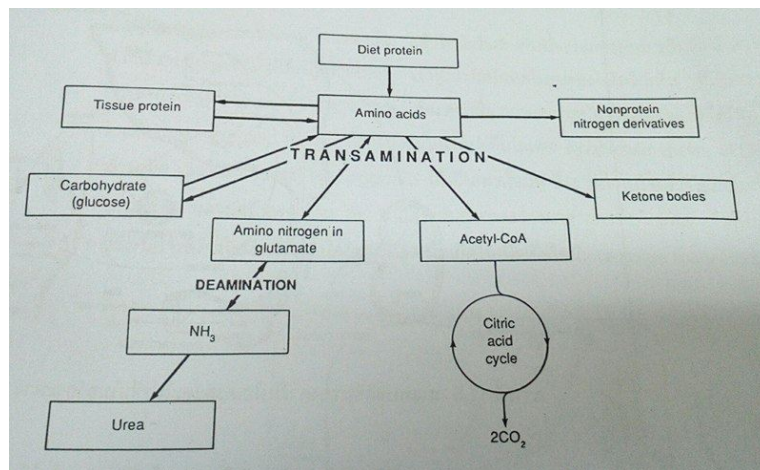 Diet protein
Tissue protein
Amino acids
Nonprotein
nitrogen derivatives
TRANSAMINATION
Carbohydrate
(glucose)
Ketone bodies
Amino nitrogen in
glutamate
Acetyl-CoA
DEAMINATION
NH₃
Citric
acid
cycle
Urea
2CO₂